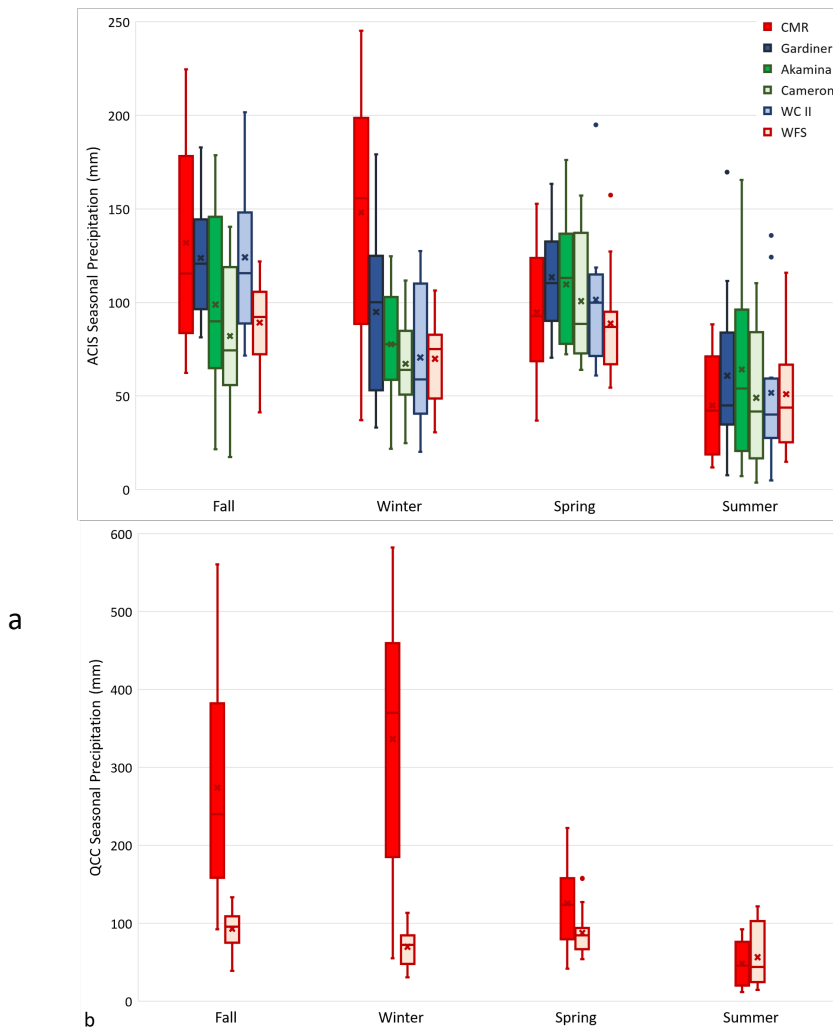 250
200
150
100
50
0
ACIS Seasonal Precipitation (mm)
CMR
Gardiner
Akamina
Cameron
WC II
WFS
Fall Winter Spring Summer
a
600
500
400
300
200
100
0
QCC Seasonal Precipitation (mm)
Fall Winter Spring Summer
b